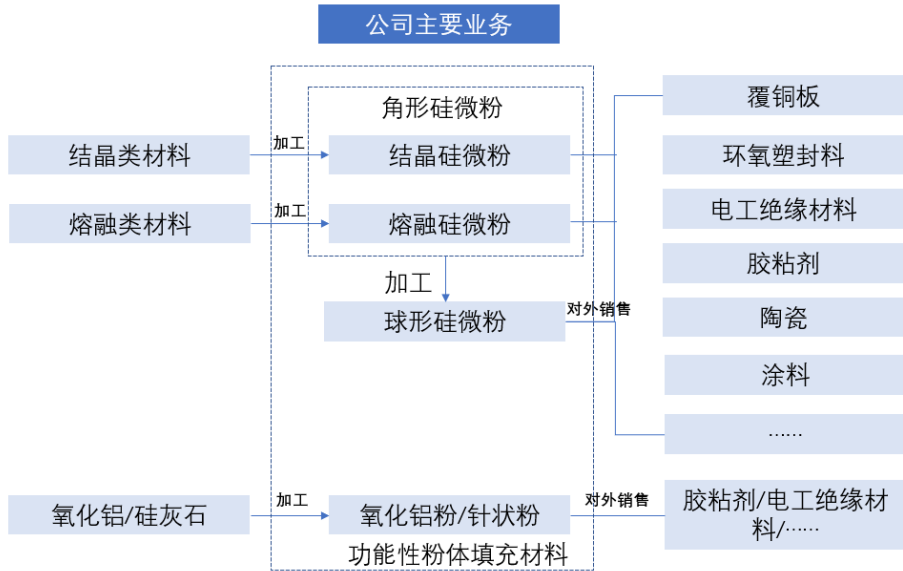 公司主要业务
角形硅微粉
覆铜板
结晶类材料
加工
结晶硅微粉
环氧塑封料
熔融类材料
加工
熔融硅微粉
电工绝缘材料
加工
胶粘剂
球形硅微粉
对外销售
陶瓷
涂料
……
氧化铝/硅灰石
加工
氧化铝粉/针状粉
对外销售
胶粘剂/电工绝缘材
料/……
功能性粉体填充材料